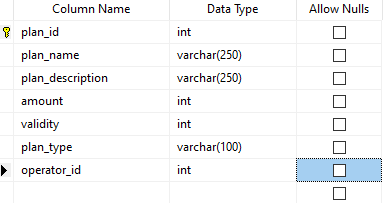 Column Name Data Type Allow Nulls
plan_id int
plan_name varchar(250)
plan_description varchar(250)
amount int
validity int
plan_type varchar(100)
operator_id int